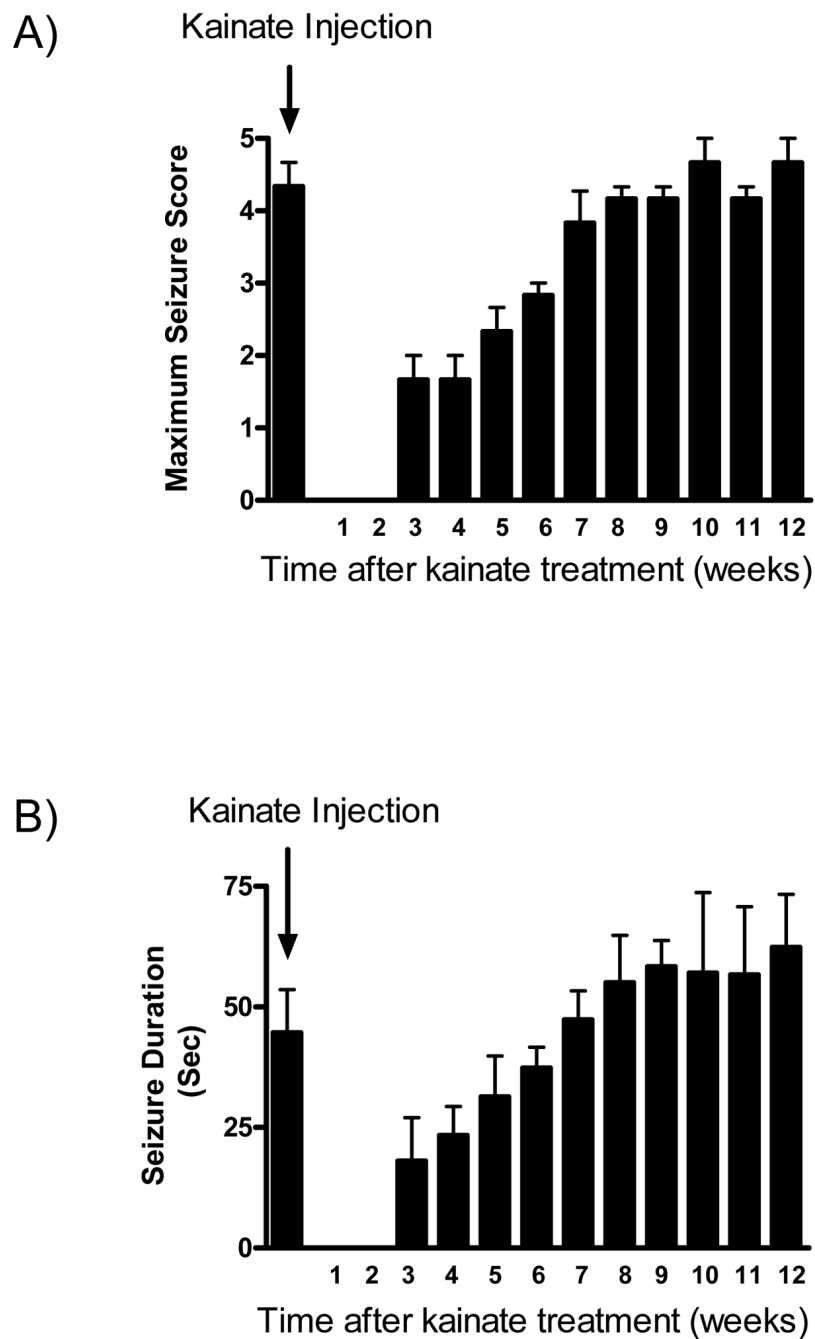 A)
Kainate Injection
Maximum Seizure Score
5
4
3
2
1
0
1 2 3 4 5 6 7 8 9 10 11 12
Time after kainate treatment (weeks)
B)
Kainate Injection
Seizure Duration
(Sec)
75
50
25
0
1 2 3 4 5 6 7 8 9 10 11 12
Time after kainate treatment (weeks)